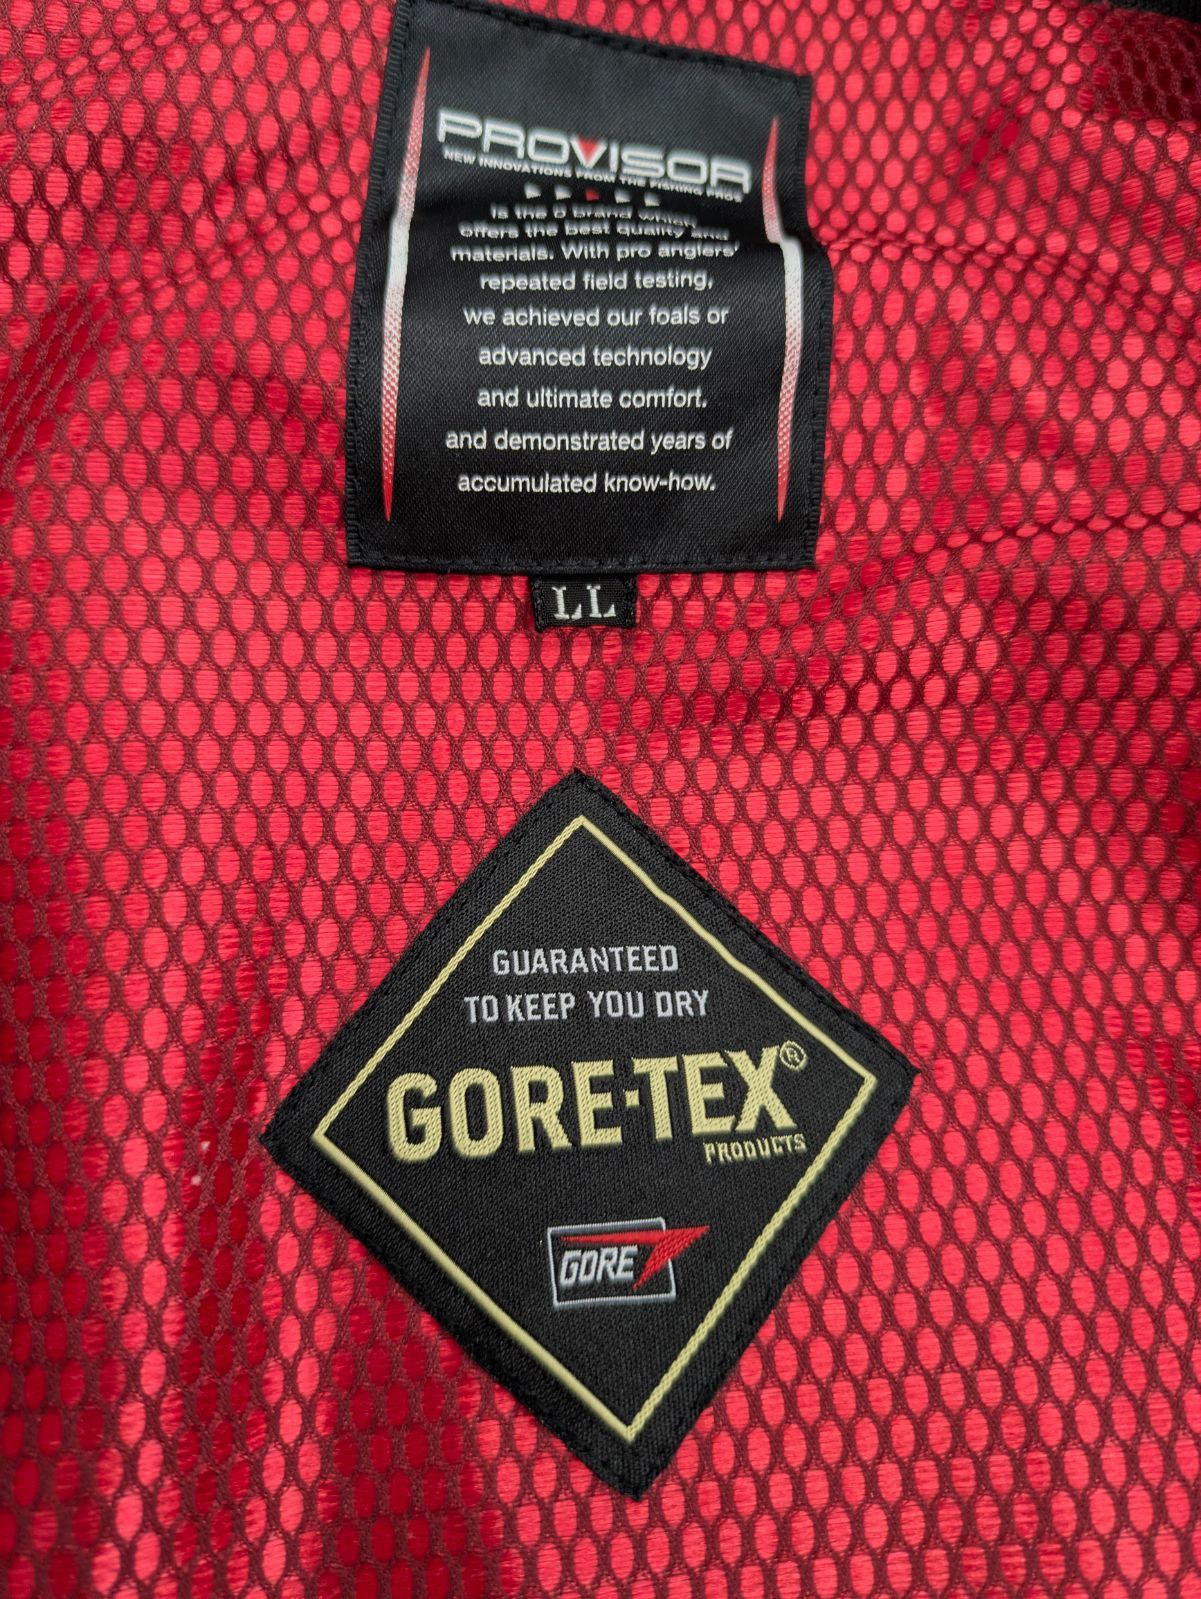 PROVISOR
NEW INNOVATIONS FROM THE FISHING PROS
is the brand which
offers the best quality and
materials. With pro anglers'
repeated field testing,
we achieved our foals or
advanced technology
and ultimate comfort.
and demonstrated years of
accumulated know-how.
LL
GUARANTEED
TO KEEP YOU DRY
GORE-TEX®
PRODUCTS
GORE